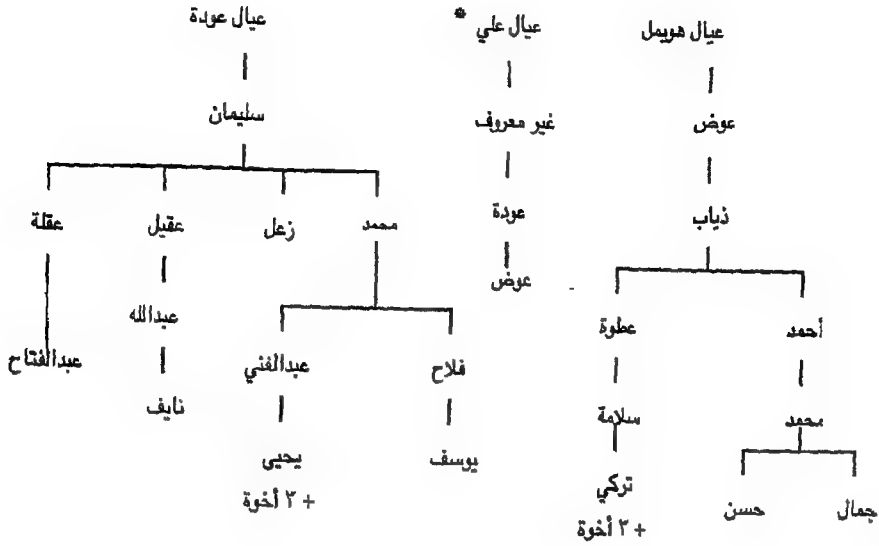 عيال هويمل
عيال علي *
عيال عودة
عوض
غير معروف
سليمان
ذياب
عودة
محمد
زعل
عقيل
عقلة
عوض
أحمد
عطوة
عبدالله
فلاح
عبدالغني
عبدالفتاح
محمد
سلامة
نايف
يوسف
يحيى
+ ٣ أخوة
جمال
حسن
تركي
+ ٣ أخوة